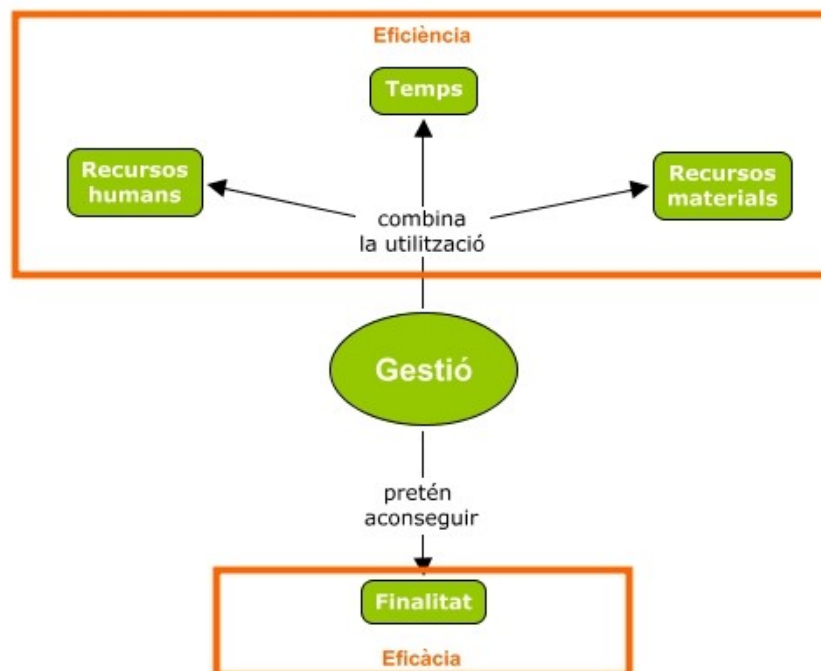 Eficiència
Temps
Recursos
humans
Recursos
materials
combina
la utilització
Gestió
pretén
aconseguir
Finalitat
Eficàcia